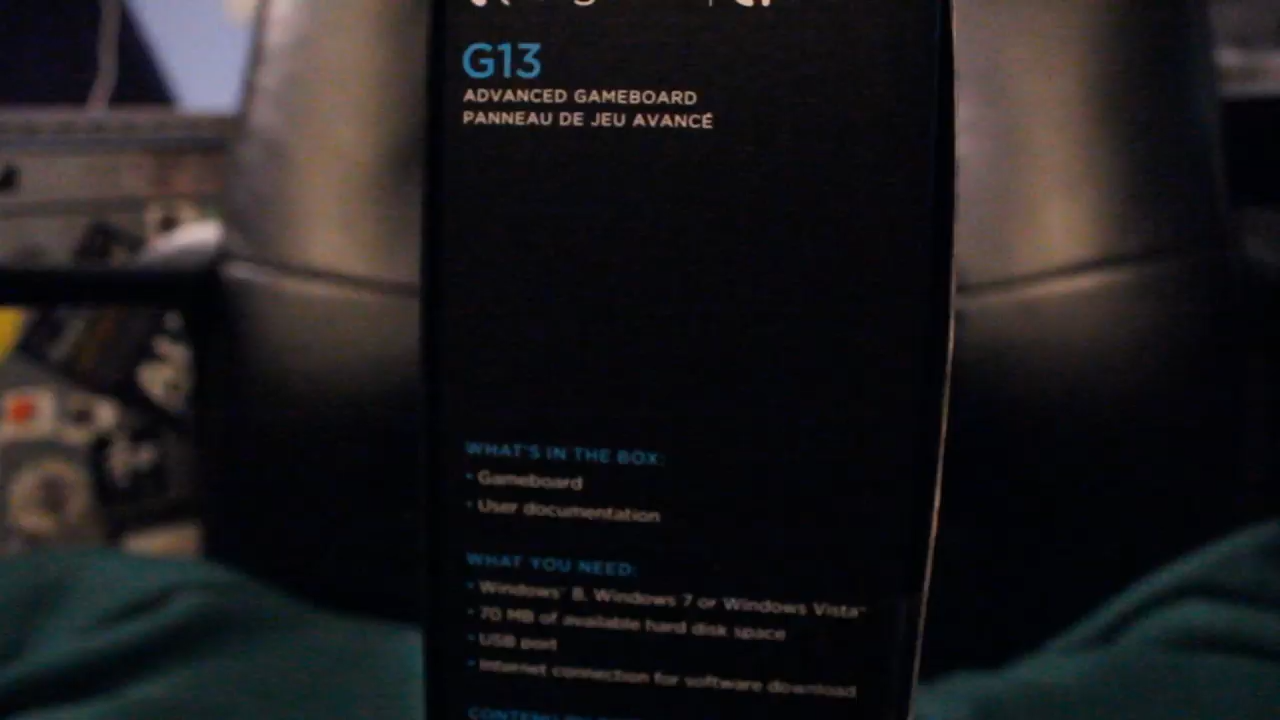 G13
ADVANCED GAMEBOARD
PANNEAU DE JEU AVANCÉ
WHAT'S IN THE BOX:
• Gameboard
• User documentation
WHAT YOU NEED:
• Windows® 8, Windows 7 or Windows Vista®
• 70 MB of available hard disk space
• USB port
• Internet connection for software download